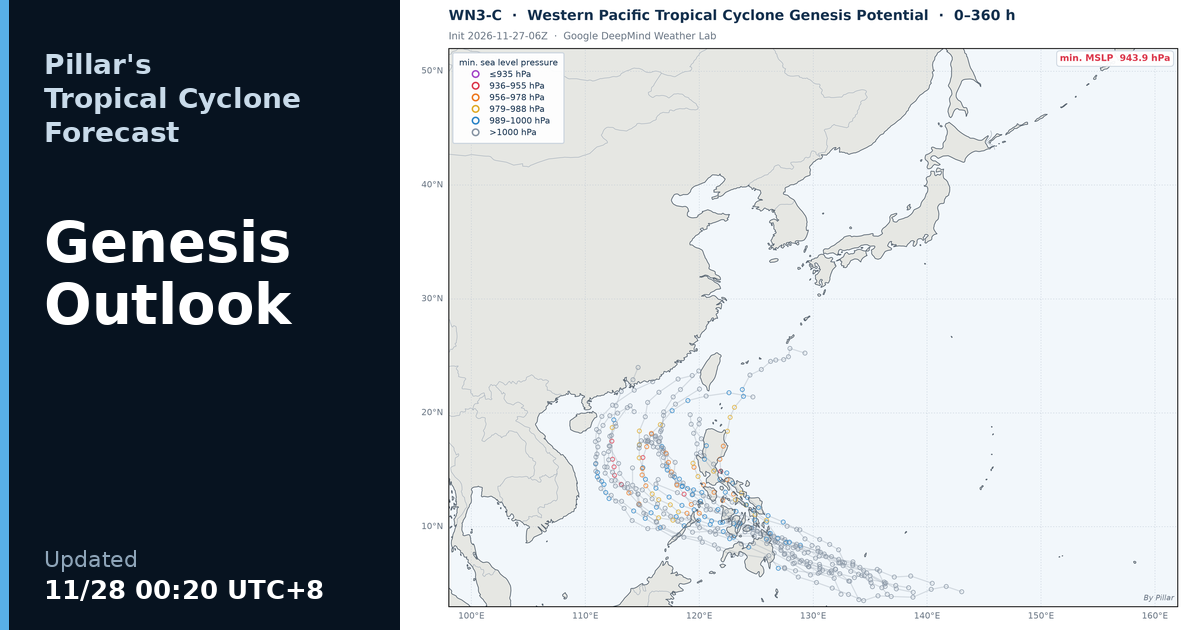 Pillar's
Tropical Cyclone
Forecast
Genesis
Outlook
Updated
11/28 00:20 UTC+8
WN3-C · Western Pacific Tropical Cyclone Genesis Potential · 0–360 h
Init 2026-11-27-06Z · Google DeepMind Weather Lab
min. sea level pressure
≤935 hPa
936–955 hPa
956–978 hPa
979–988 hPa
989–1000 hPa
>1000 hPa
min. MSLP 943.9 hPa
50°N
40°N
30°N
20°N
10°N
By Pillar
100°E 110°E 120°E 130°E 140°E 150°E 160°E